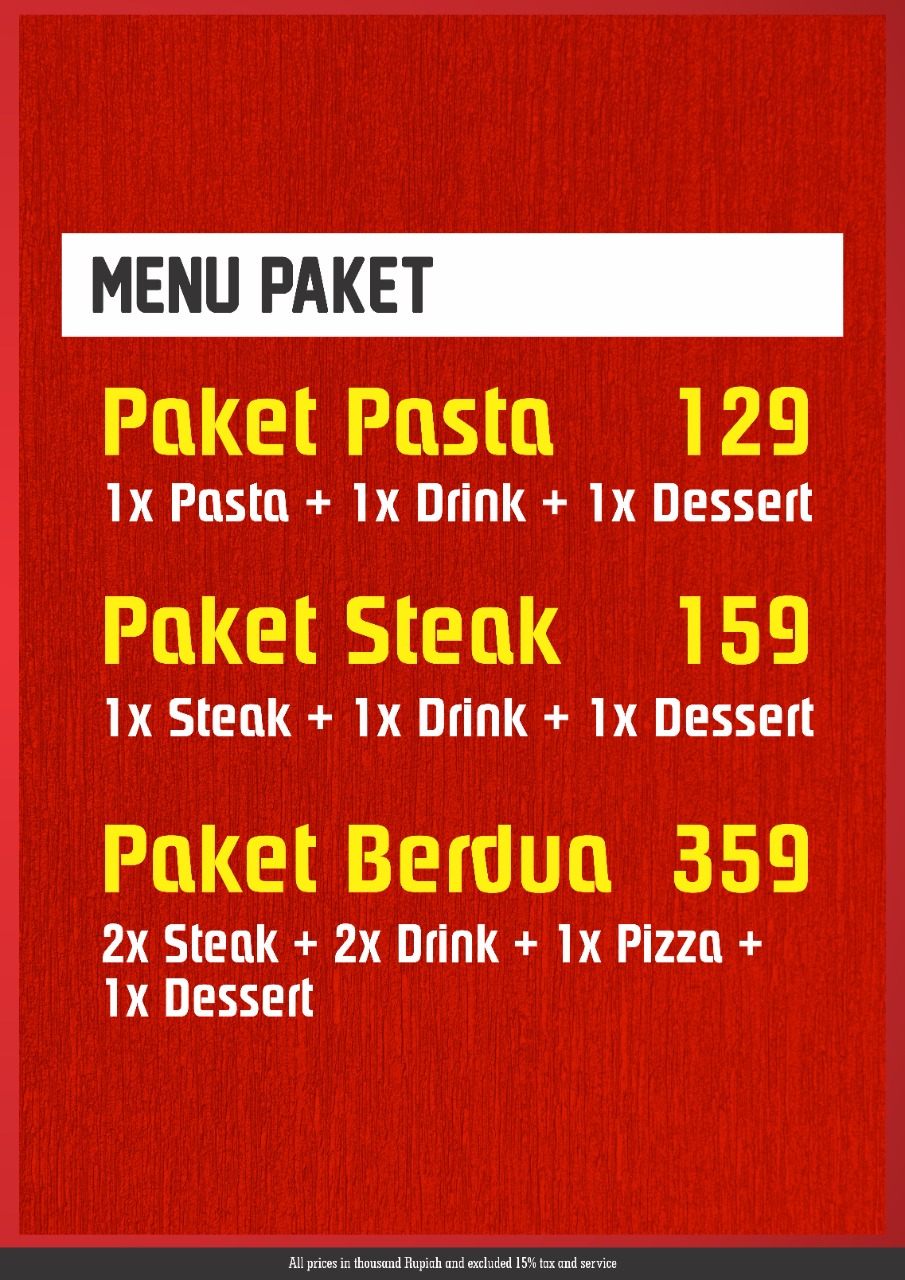 MENU PAKET
Paket Pasta 129
1x Pasta + 1x Drink + 1x Dessert
Paket Steak 159
1x Steak + 1x Drink + 1x Dessert
Paket Berdua 359
2x Steak + 2x Drink + 1x Pizza +
1x Dessert
All prices in thousand Rupiah and excluded 15% tax and service